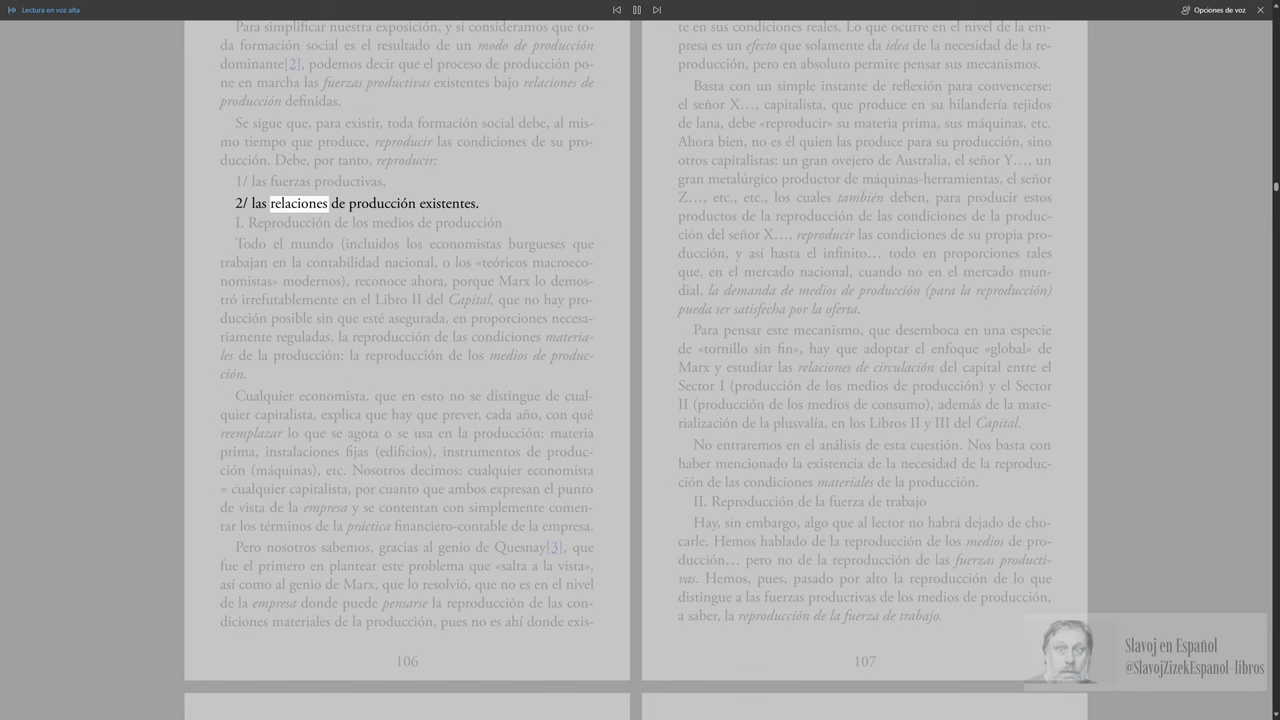 Lectura en voz alta
Opciones de voz
Para simplificar nuestra exposición, y si consideramos que to-
da formación social es el resultado de un modo de producción
dominante[2], podemos decir que el proceso de producción po-
ne en marcha las fuerzas productivas existentes bajo relaciones de
producción definidas.
Se sigue que, para existir, toda formación social debe, al mis-
mo tiempo que produce, reproducir las condiciones de su pro-
ducción. Debe, por tanto, reproducir:
1/ las fuerzas productivas,
2/ las relaciones de producción existentes.
I. Reproducción de los medios de producción
Todo el mundo (incluidos los economistas burgueses que
trabajan en la contabilidad nacional, o los «teóricos macroeco-
nomistas» modernos), reconoce ahora, porque Marx lo demos-
tró irrefutablemente en el Libro II del Capital, que no hay pro-
ducción posible sin que esté asegurada, en proporciones necesa-
riamente reguladas, la reproducción de las condiciones materia-
les de la producción: la reproducción de los medios de produc-
ción.
Cualquier economista, que en esto no se distingue de cual-
quier capitalista, explica que hay que prever, cada año, con qué
reemplazar lo que se agota o se usa en la producción: materia
prima, instalaciones fijas (edificios), instrumentos de produc-
ción (máquinas), etc. Nosotros decimos: cualquier economista
= cualquier capitalista, por cuanto que ambos expresan el punto
de vista de la empresa y se contentan con simplemente comen-
tar los términos de la práctica financiero-contable de la empresa.
Pero nosotros sabemos, gracias al genio de Quesnay[3], que
fue el primero en plantear este problema que «salta a la vista»,
así como al genio de Marx, que lo resolvió, que no es en el nivel
de la empresa donde puede pensarse la reproducción de las con-
diciones materiales de la producción, pues no es ahí donde exis-
106
te en sus condiciones reales. Lo que ocurre en el nivel de la em-
presa es un efecto que solamente da idea de la necesidad de la re-
producción, pero en absoluto permite pensar sus mecanismos.
Basta con un simple instante de reflexión para convencerse:
el señor X…, capitalista, que produce en su hilandería tejidos
de lana, debe «reproducir» su materia prima, sus máquinas, etc.
Ahora bien, no es él quien las produce para su producción, sino
otros capitalistas: un gran ovejero de Australia, el señor Y…, un
gran metalúrgico productor de máquinas-herramientas, el señor
Z…, etc., etc., los cuales también deben, para producir estos
productos de la reproducción de las condiciones de la produc-
ción del señor X…, reproducir las condiciones de su propia pro-
ducción, y así hasta el infinito… todo en proporciones tales
que, en el mercado nacional, cuando no en el mercado mun-
dial, la demanda de medios de producción (para la reproducción)
pueda ser satisfecha por la oferta.
Para pensar este mecanismo, que desemboca en una especie
de «tornillo sin fin», hay que adoptar el enfoque «global» de
Marx y estudiar las relaciones de circulación del capital entre el
Sector I (producción de los medios de producción) y el Sector
II (producción de los medios de consumo), además de la mate-
rialización de la plusvalía, en los Libros II y III del Capital.
No entraremos en el análisis de esta cuestión. Nos basta con
haber mencionado la existencia de la necesidad de la reproduc-
ción de las condiciones materiales de la producción.
II. Reproducción de la fuerza de trabajo
Hay, sin embargo, algo que al lector no habrá dejado de cho-
carle. Hemos hablado de la reproducción de los medios de pro-
ducción… pero no de la reproducción de las fuerzas producti-
vas. Hemos, pues, pasado por alto la reproducción de lo que
distingue a las fuerzas productivas de los medios de producción,
a saber, la reproducción de la fuerza de trabajo.
107
Slavoj en Español
@SlavojZizekEspanol-libros